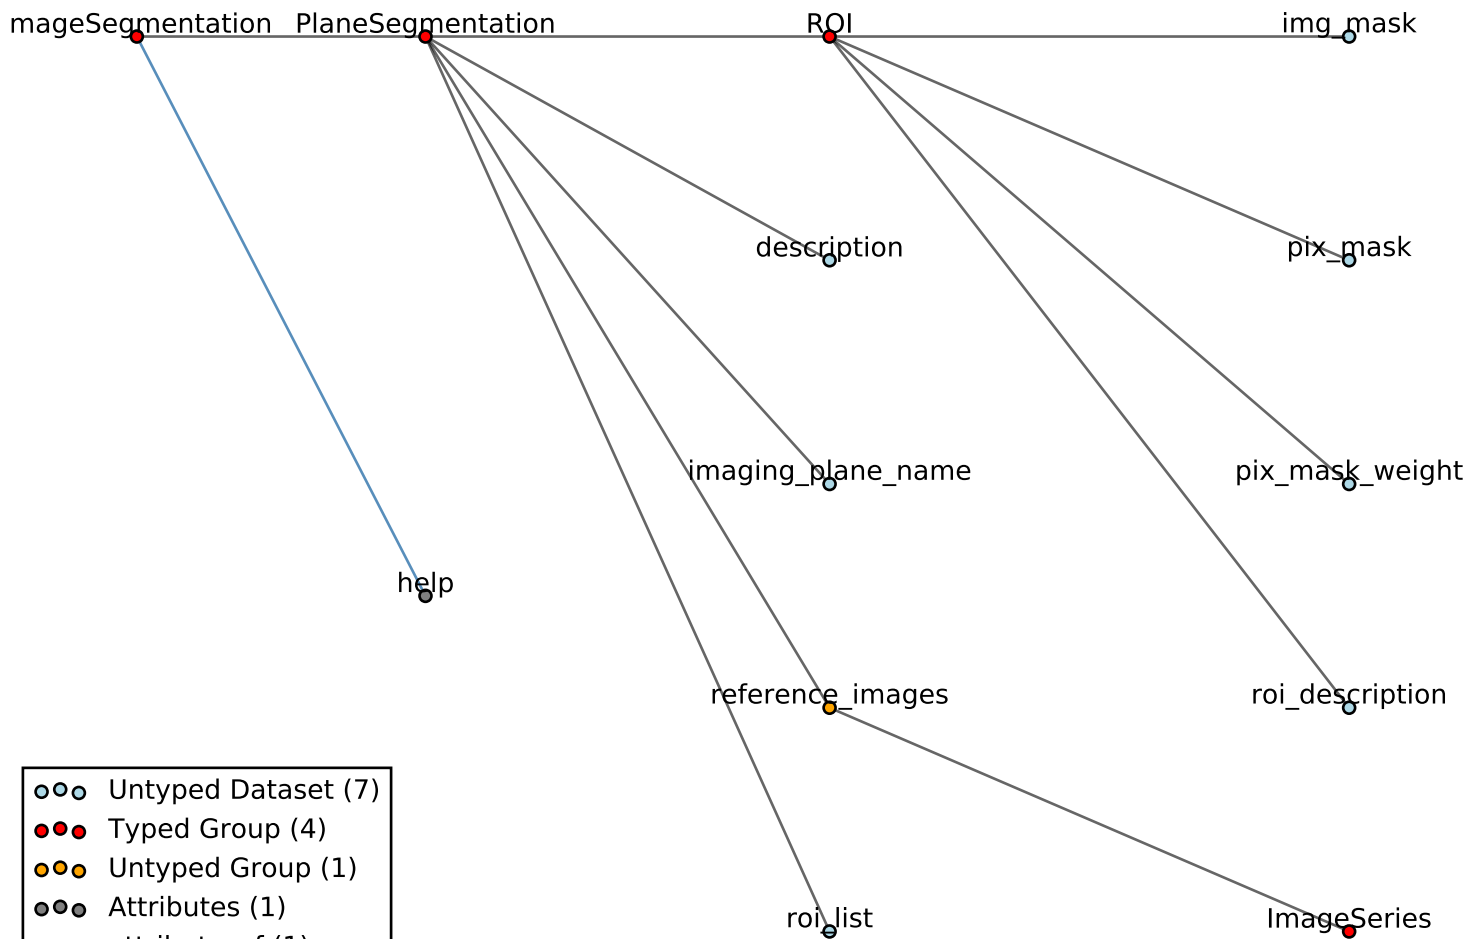 mageSegmentation PlaneSegmentation ROI img_mask
description pix_mask
imaging_plane_name pix_mask_weight
help
reference_images roi_description
Untyped Dataset (7)
Typed Group (4)
Untyped Group (1)
Attributes (1)
roi_list ImageSeries